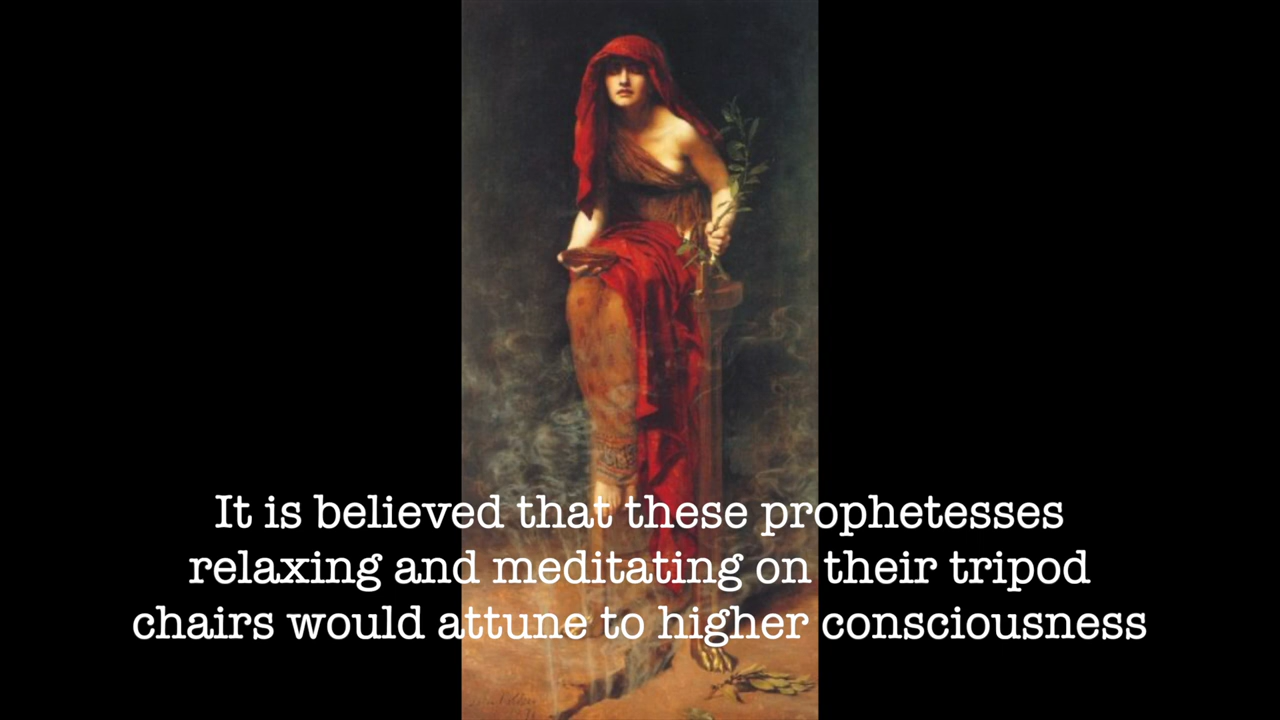 It is believed that these prophetesses
relaxing and meditating on their tripod
chairs would attune to higher consciousness